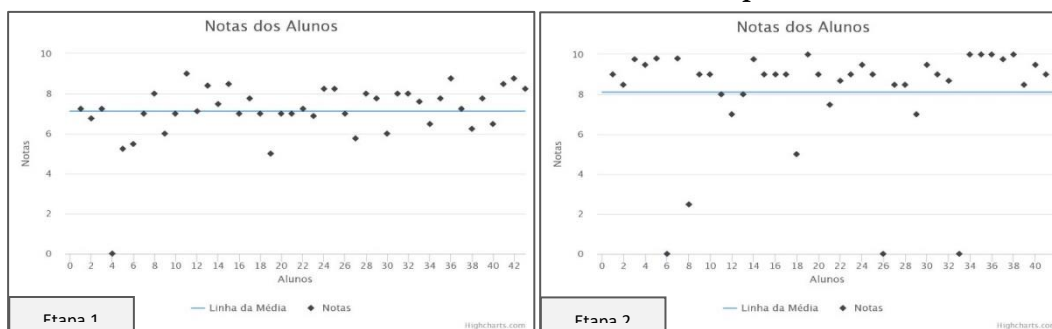 Notas dos Alunos
10
8
6
4
2
0
Notas
0 2 4 6 8 10 12 14 16 18 20 22 24 26 28 30 32 34 36 38 40 42
Alunos
Linha da Média Notas
Etapa 1
Highcharts.com
Notas dos Alunos
10
8
6
4
2
0
Notas
0 2 4 6 8 10 12 14 16 18 20 22 24 26 28 30 32 34 36 38 40
Alunos
Linha da Média Notas
Etapa 2
Highcharts.com